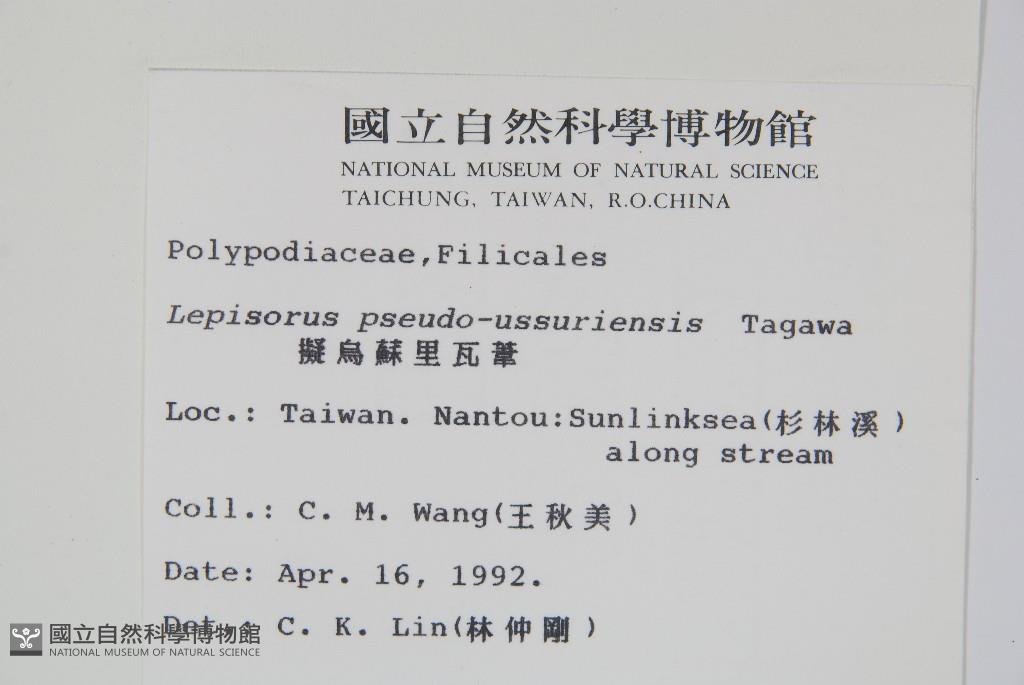 國立自然科學博物館
NATIONAL MUSEUM OF NATURAL SCIENCE
TAICHUNG, TAIWAN, R.O.CHINA
Polypodiaceae,Filicales
Lepisorus pseudo-ussuriensis Tagawa
擬烏蘇里瓦葦
Loc.: Taiwan. Nantou:Sunlinksea(杉林溪)
along stream
Coll.: C. M. Wang(王秋美)
Date: Apr. 16, 1992.
Det.: C. K. Lin(林仲剛)
國立自然科學博物館
NATIONAL MUSEUM OF NATURAL SCIENCE